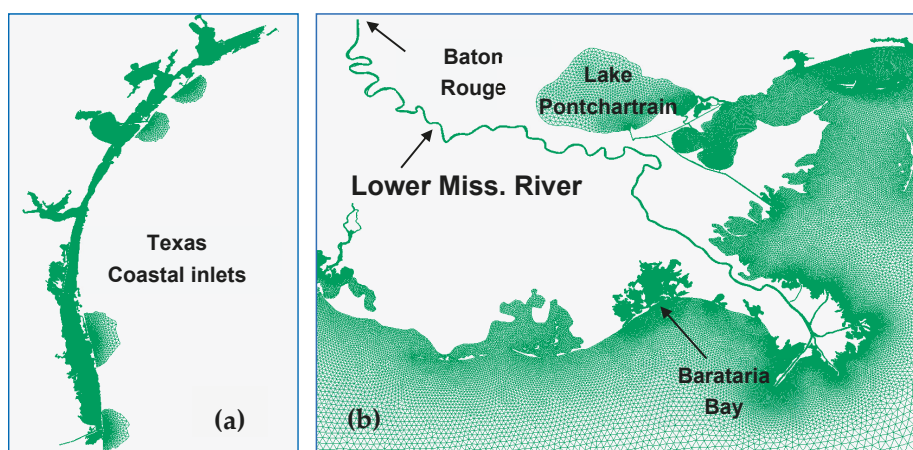 Texas
Coastal inlets
(a)
Baton
Rouge
Lake
Pontchartrain
Lower Miss. River
Barataria
Bay
(b)